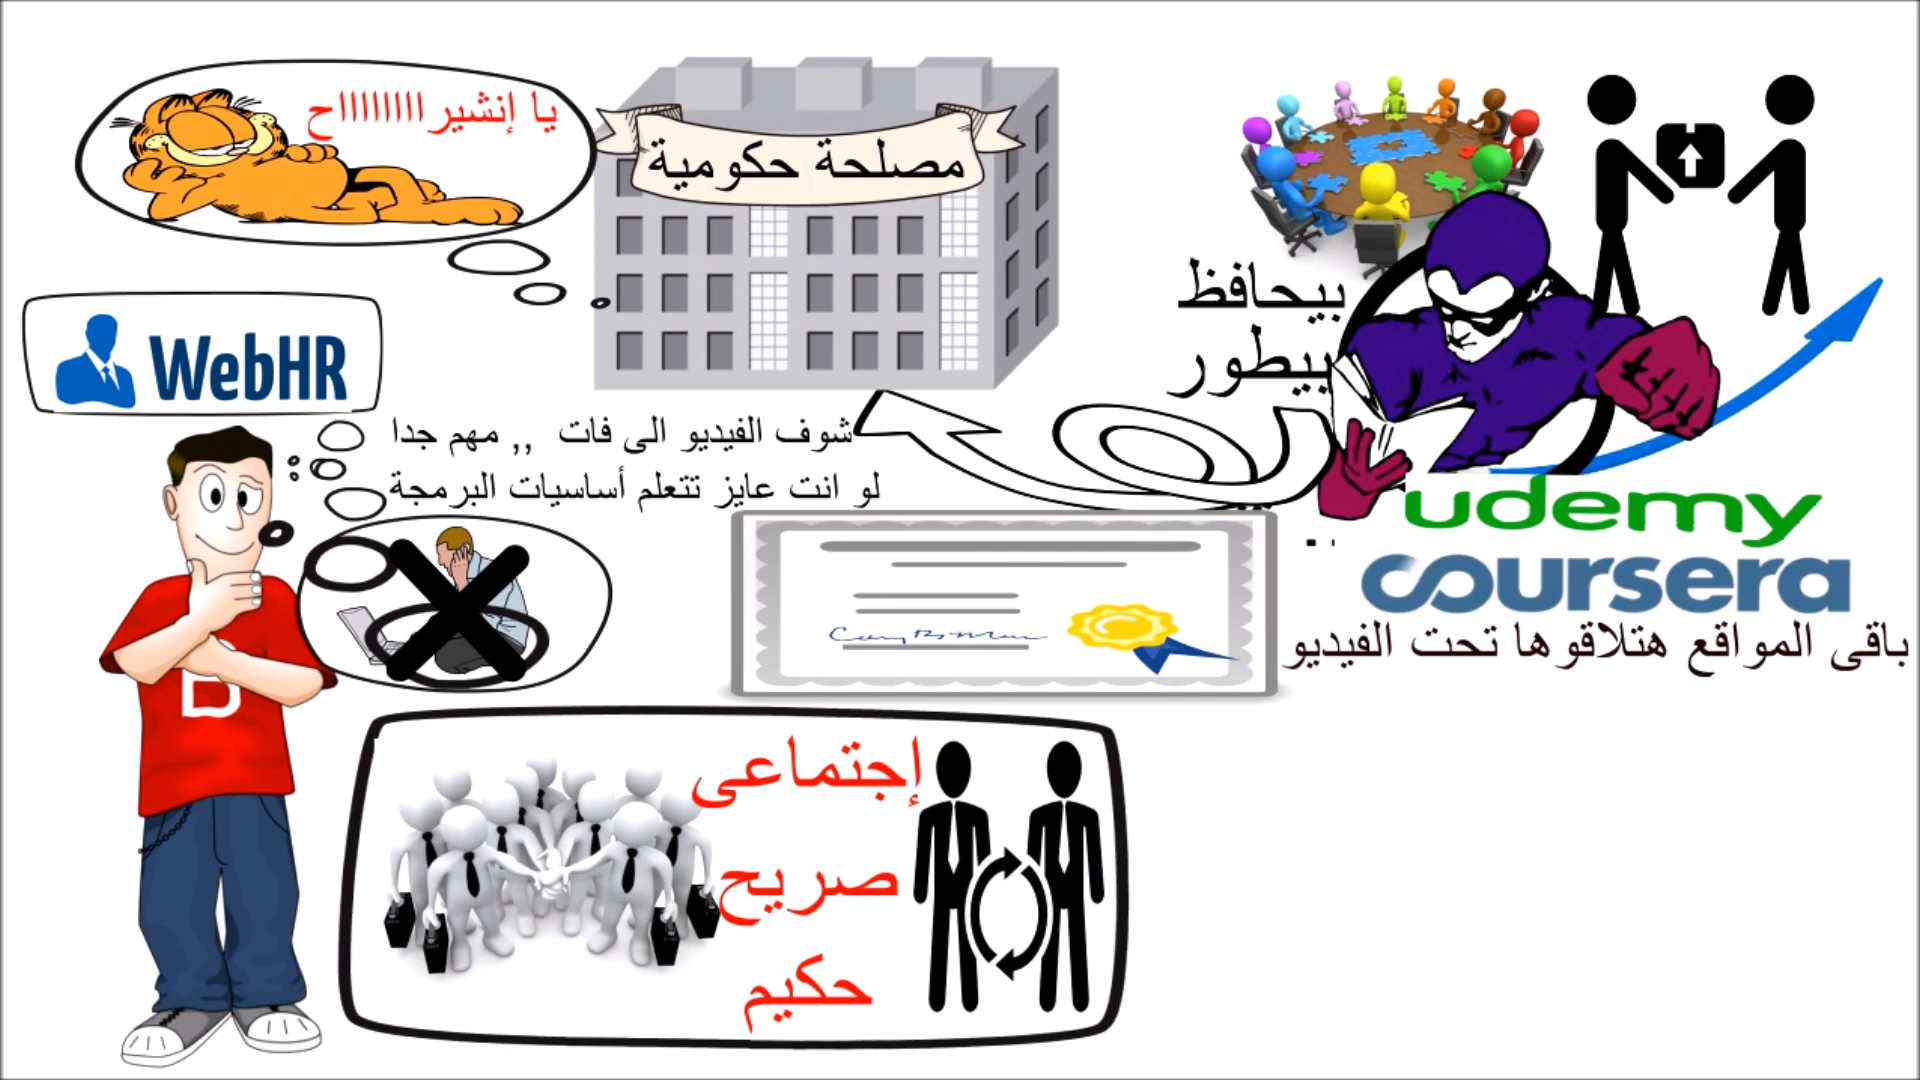 يا إنشيراااااااااح
مصلحة حكومية
بيحافظ
بيطور
WebHR
شوف الفيديو الى فات ,, مهم جدا
لو انت عايز تتعلم أساسيات البرمجة
udemy
coursera
باقى المواقع هتلاقوها تحت الفيديو
إجتماعى
صريح
حكيم